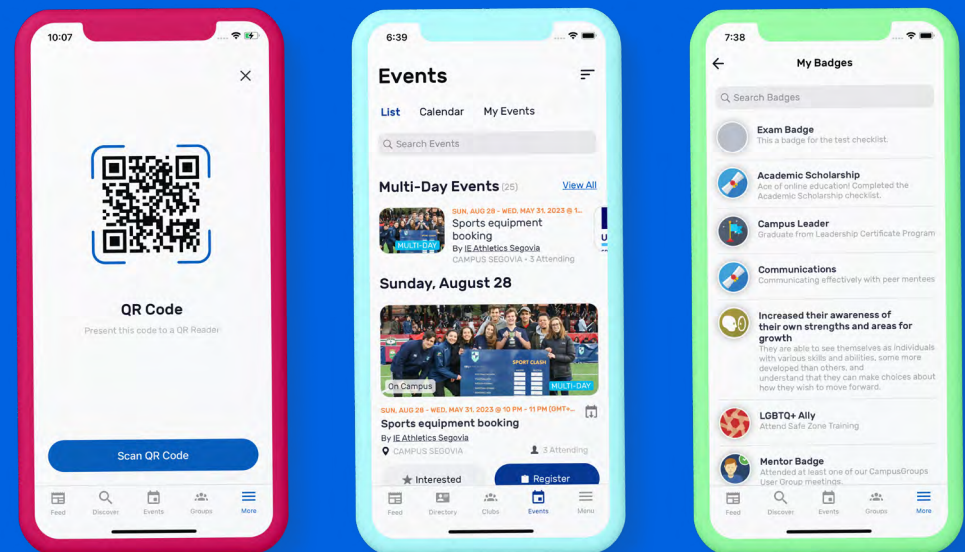 10:07
QR Code
Present this code to a QR Reader
Scan QR Code
Feed
Discover
Events
Groups
More
6:39
Events
List
Calendar
My Events
Search Events
Multi-Day Events (25)
View All
SUN, AUG 28 - WED, MAY 31, 2023 @ 1...
Sports equipment
booking
By IE Athletics Segovia
CAMPUS SEGOVIA • 3 Attending
MULTI-DAY
Sunday, August 28
SPORT CLASH
On Campus
MULTI-DAY
SUN, AUG 28 - WED, MAY 31, 2023 @ 10 PM - 11 PM (GMT+...
Sports equipment booking
By IE Athletics Segovia
CAMPUS SEGOVIA
3 Attending
Interested
Register
Feed
Directory
Clubs
Events
Menu
7:38
My Badges
Search Badges
Exam Badge
This a badge for the test checklist.
Academic Scholarship
Ace of online education! Completed the
Academic Scholarship checklist.
Campus Leader
Graduate from Leadership Certificate Program
Communications
Communicating effectively with peer mentees
Increased their awareness of
their own strengths and areas for
growth
They are able to see themselves as individuals
with various skills and abilities, some more
developed than others, and
understand that they can make choices about
how they wish to move forward.
LGBTQ+ Ally
Attend Safe Zone Training
Mentor Badge
Attended at least one of our CampusGroups
User Group meetings.
Feed
Discover
Events
Groups
More